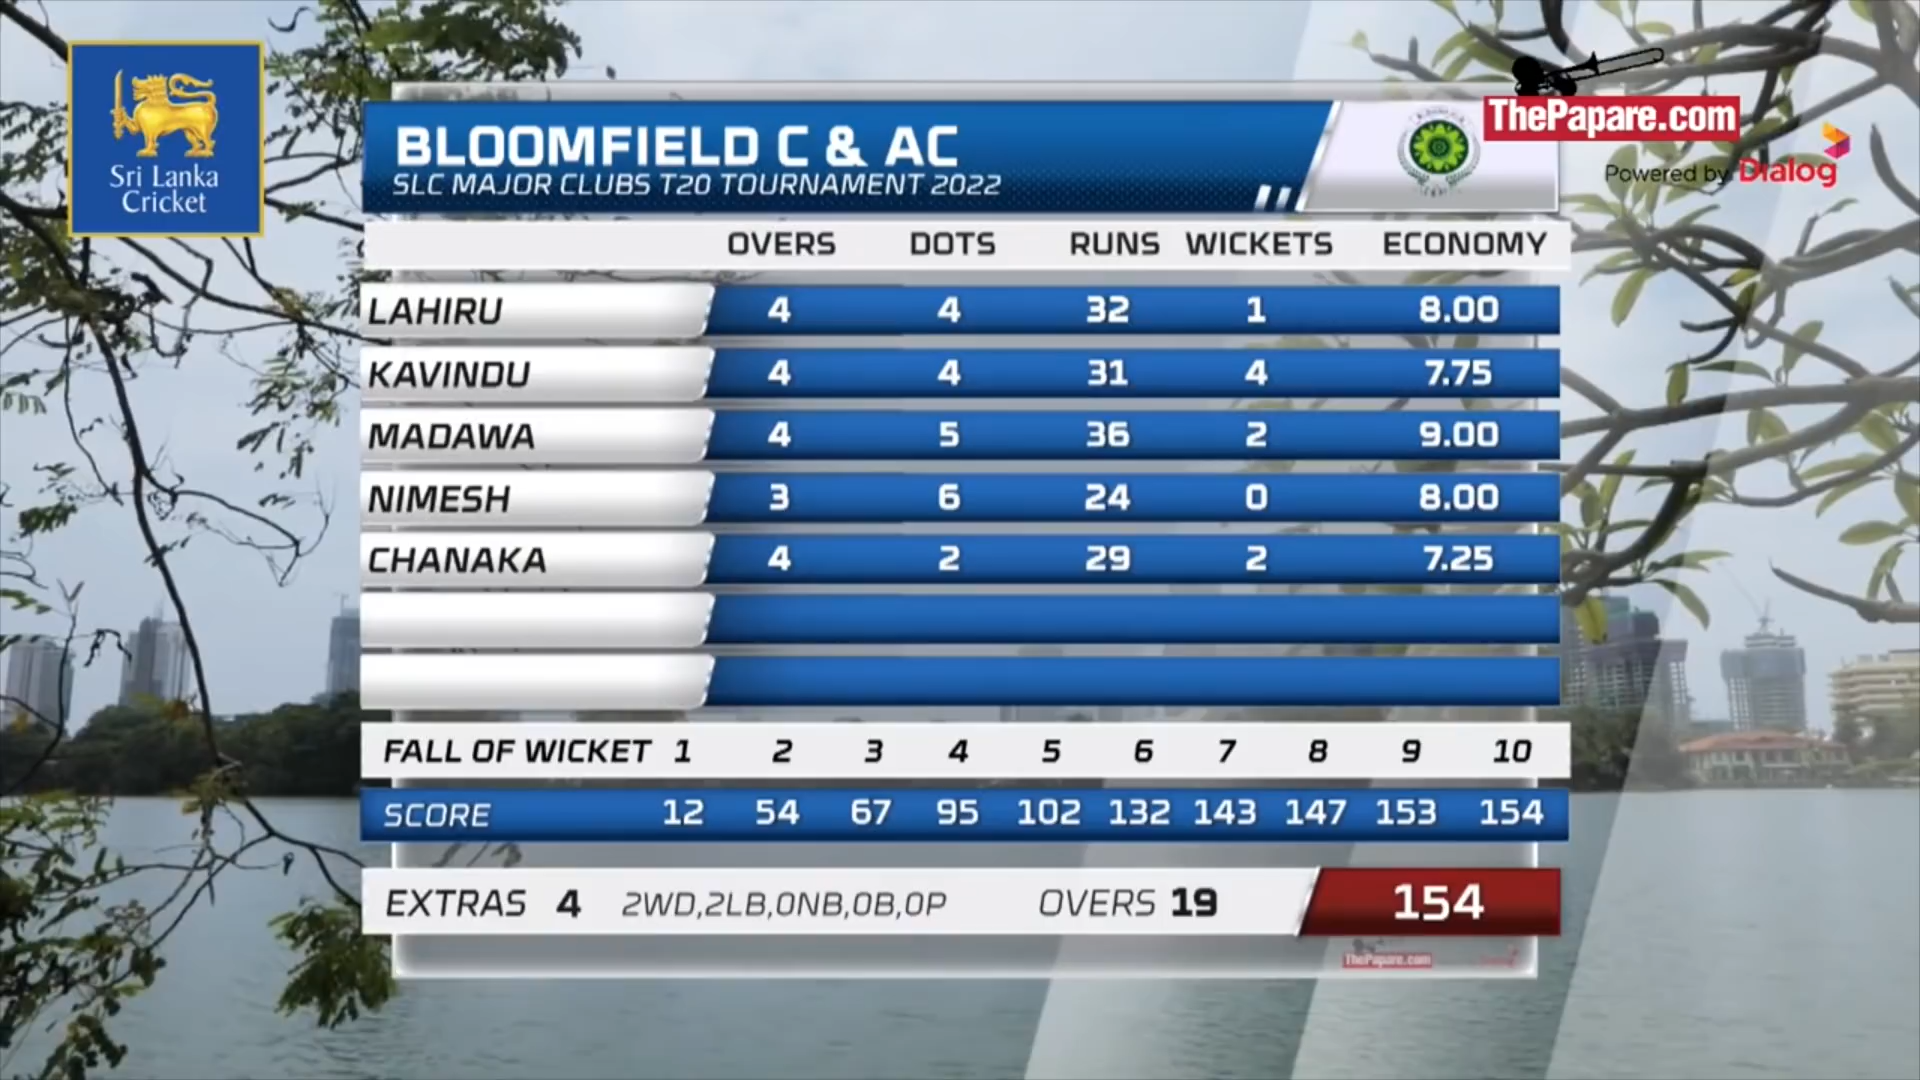 Sri Lanka
Cricket
ThePapare.com
Powered by Dialog
BLOOMFIELD C & AC
SLC MAJOR CLUBS T20 TOURNAMENT 2022
OVERS DOTS RUNS WICKETS ECONOMY
LAHIRU 4 4 32 1 8.00
KAVINDU 4 4 31 4 7.75
MADAWA 4 5 36 2 9.00
NIMESH 3 6 24 0 8.00
CHANAKA 4 2 29 2 7.25
FALL OF WICKET 1 2 3 4 5 6 7 8 9 10
SCORE 12 54 67 95 102 132 143 147 153 154
EXTRAS 4 2WD,2LB,0NB,0B,0P OVERS 19 154
ThePapare.com